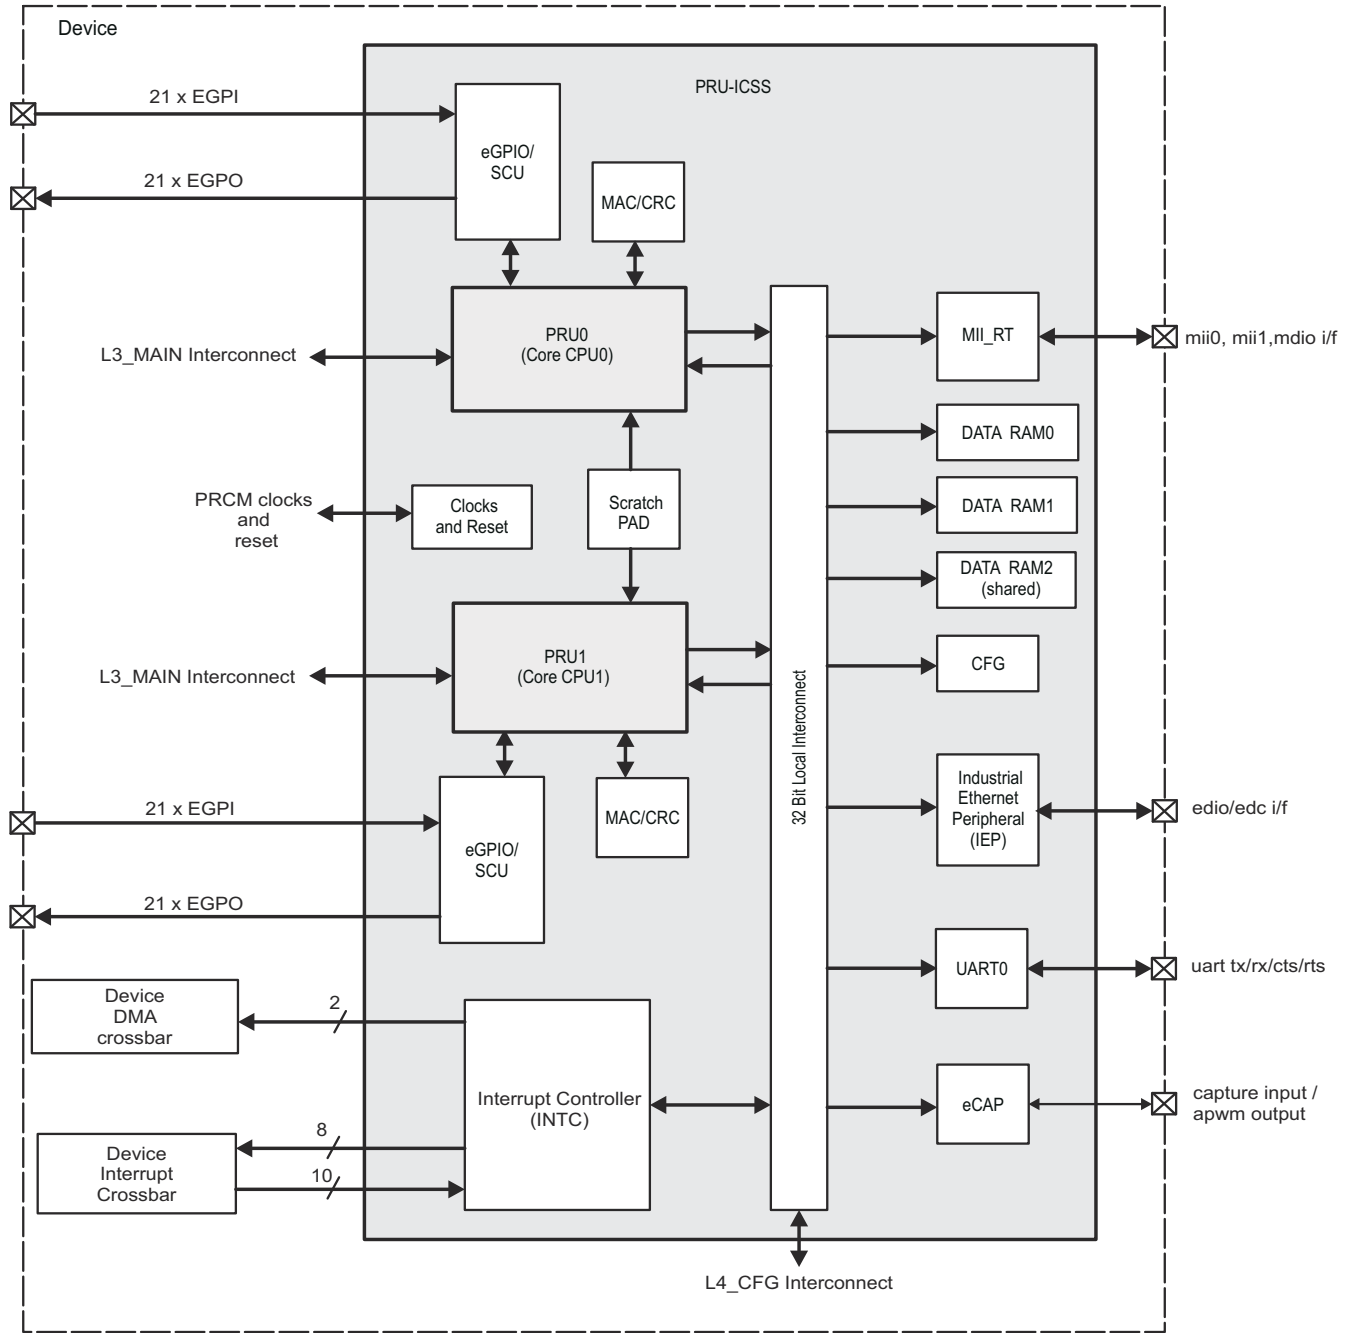 Device
PRU-ICSS
21 x EGPI
eGPIO/
SCU
21 x EGPO
MAC/CRC
PRU0
(Core CPU0)
L3_MAIN Interconnect
MII_RT
mii0, mii1,mdio i/f
DATA RAM0
PRCM clocks
and
reset
Clocks
and Reset
Scratch
PAD
DATA RAM1
DATA RAM2
(shared)
PRU1
(Core CPU1)
L3_MAIN Interconnect
CFG
32 Bit Local Interconnect
21 x EGPI
eGPIO/
SCU
21 x EGPO
MAC/CRC
Industrial
Ethernet
Peripheral
(IEP)
edio/edc i/f
UART0
uart tx/rx/cts/rts
Device
DMA
crossbar
2
Interrupt Controller
(INTC)
eCAP
capture input /
apwm output
Device
Interrupt
Crossbar
8
10
L4_CFG Interconnect